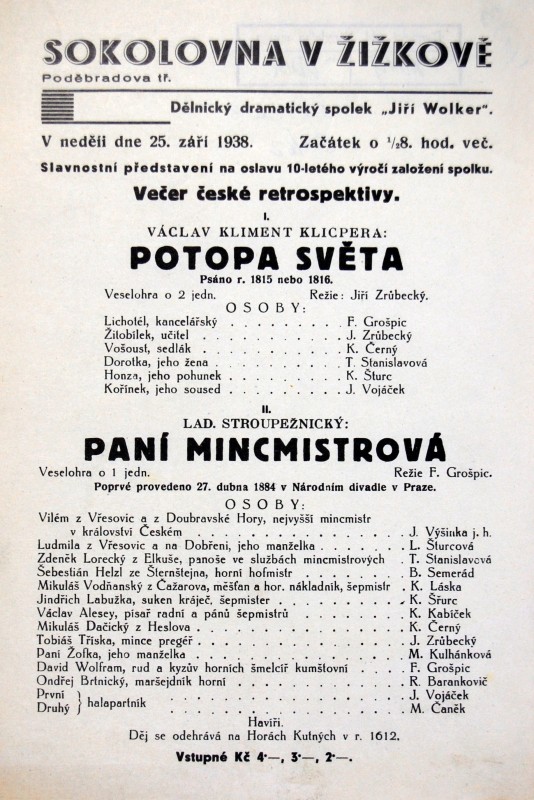 SOKOLOVNA V ŽIŽKOVĚ
Poděbradova tř.
Dělnický dramatický spolek „Jiří Wolker“.
V neděli dne 25. září 1938. Začátek o ½8. hod. več.
Slavnostní představení na oslavu 10-letého výročí založení spolku.
Večer české retrospektivy.
I.
VÁCLAV KLIMENT KLICPERA:
POTOPA SVĚTA
Psáno r. 1815 nebo 1816.
Veselohra o 2 jedn. Režie: Jiří Zrůbecký.
OSOBY:
Lichotél, kancelářský . . . . . . . . . F. Grošpic
Žitobílek, učitel . . . . . . . . . . J. Zrůbecký
Vošoust, sedlák . . . . . . . . . . K. Černý
Dorotka, jeho žena . . . . . . . . . T. Stanislavová
Honza, jeho pohunek . . . . . . . . . K. Šturc
Kořínek, jeho soused . . . . . . . . . J. Vojáček
II.
LAD. STROUPEŽNICKÝ:
PANÍ MINCMISTROVÁ
Veselohra o 1 jedn. Režie F. Grošpic.
Poprvé provedeno 27. dubna 1884 v Národním divadle v Praze.
OSOBY:
Vilém z Vřesovic a z Doubravské Hory, nejvyšší mincmistr
v království Českém . . . . . . . . . . . . J. Výšinka j. h.
Ludmila z Vřesovic a na Dobřeni, jeho manželka . . . . . L. Šturcová
Zdeněk Lorecký z Elkuše, panoše ve službách mincmistrových . T. Stanislavová
Šebestián Helzl ze Šternštejna, horní hofmistr . . . . . . B. Semerád
Mikuláš Vodňanský z Čažarova, měšťan a hor. nákladník, šepmistr . K. Láska
Jindřich Labužka, suken kráječ, šepmister . . . . . . . K. Šřurc
Václav Alesey, písař radní a pánů šepmistrů . . . . . . K. Kabíček
Mikuláš Dačický z Heslova . . . . . . . . . . . K. Černý
Tobiáš Tříska, mince pregéř . . . . . . . . . . . J. Zrůbecký
Paní Žofka, jeho manželka . . . . . . . . . . . M. Kulhánková
David Wolfram, rud a kyzův horních šmelcíř kumšťovní . . . F. Grošpic
Ondřej Brtnický, maršejdník horní . . . . . . . . . R. Barankovič
První } halapartník . . . . . . . . . . . . J. Vojáček
Druhý } . . . . . . . . . . . . M. Čaněk
Havíři.
Děj se odehrává na Horách Kutných v r. 1612.
Vstupné Kč 4·—, 3·—, 2·—.